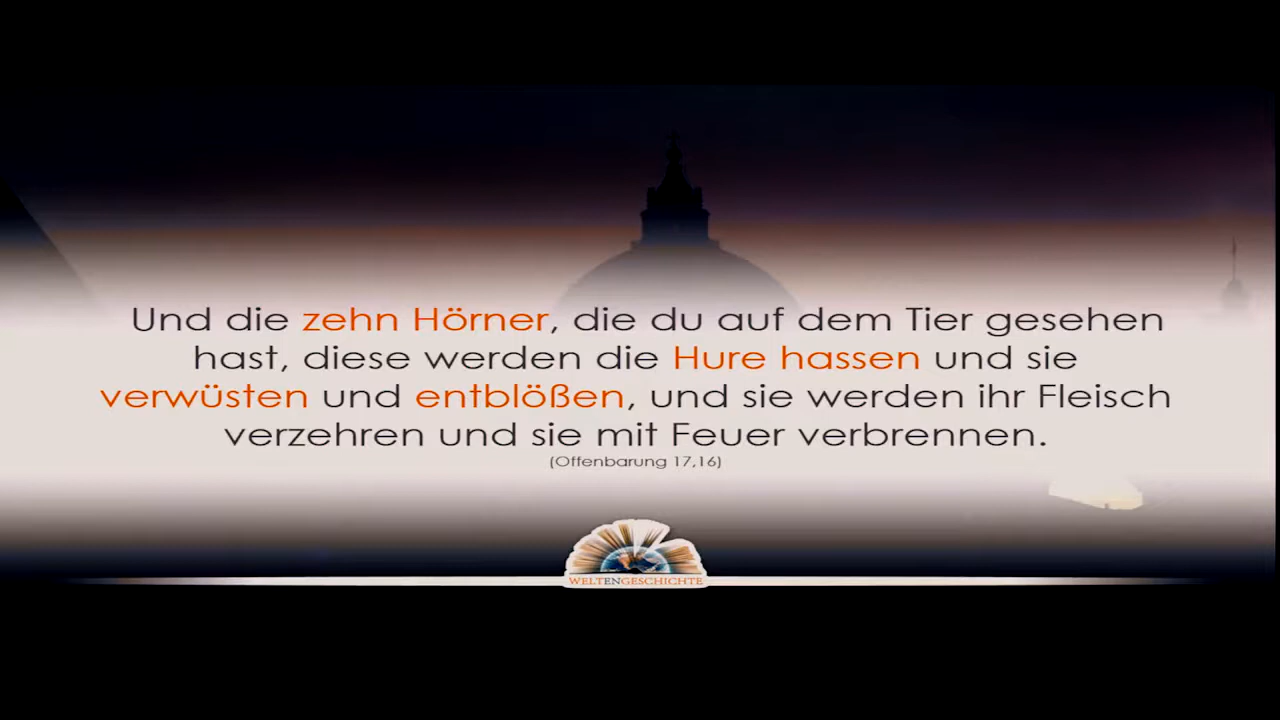 Und die zehn Hörner, die du auf dem Tier gesehen
hast, diese werden die Hure hassen und sie
verwüsten und entblößen, und sie werden ihr Fleisch
verzehren und sie mit Feuer verbrennen.
(Offenbarung 17,16)
WELTENGESCHICHTE